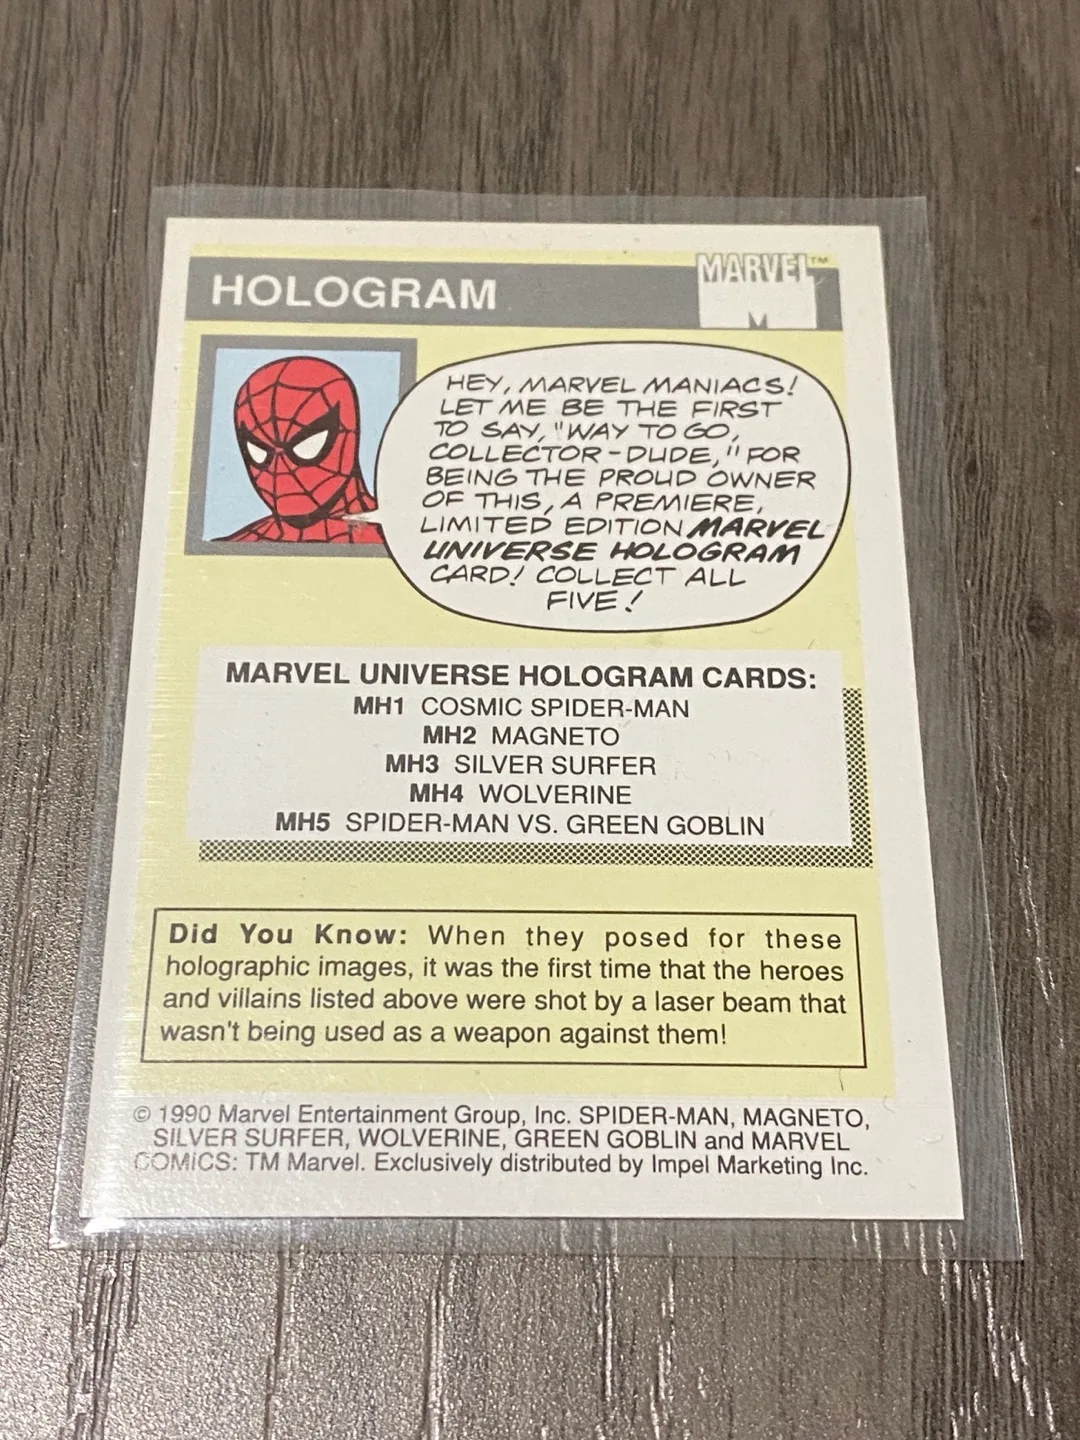 HOLOGRAM
MARVEL™
M
HEY, MARVEL MANIACS!
LET ME BE THE FIRST
TO SAY, "WAY TO GO,
COLLECTOR-DUDE," FOR
BEING THE PROUD OWNER
OF THIS, A PREMIERE,
LIMITED EDITION MARVEL
UNIVERSE HOLOGRAM
CARD! COLLECT ALL
FIVE!
MARVEL UNIVERSE HOLOGRAM CARDS:
MH1 COSMIC SPIDER-MAN
MH2 MAGNETO
MH3 SILVER SURFER
MH4 WOLVERINE
MH5 SPIDER-MAN VS. GREEN GOBLIN
Did You Know: When they posed for these
holographic images, it was the first time that the heroes
and villains listed above were shot by a laser beam that
wasn't being used as a weapon against them!
© 1990 Marvel Entertainment Group, Inc. SPIDER-MAN, MAGNETO,
SILVER SURFER, WOLVERINE, GREEN GOBLIN and MARVEL
COMICS: TM Marvel. Exclusively distributed by Impel Marketing Inc.